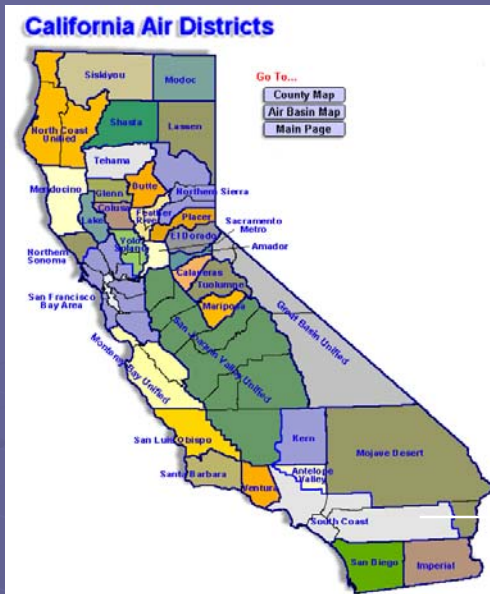 California Air Districts
Go To...
County Map
Air Basin Map
Main Page
Siskiyou
Modoc
North Coast
Unified
Shasta
Lassen
Tehama
Mendocino
Glenn
Butte
Northern Sierra
Colusa
Feather
River
Placer
Sacramento
Metro
Lake
Yolo
Solano
El Dorado
Amador
Northern
Sonoma
Calaveras
Tuolumne
San Francisco
Bay Area
Mariposa
Great Basin Unified
San Joaquin Valley Unified
Monterey Bay Unified
San Luis Obispo
Kern
Mojave Desert
Santa Barbara
Antelope
Valley
Ventura
South Coast
San Diego
Imperial